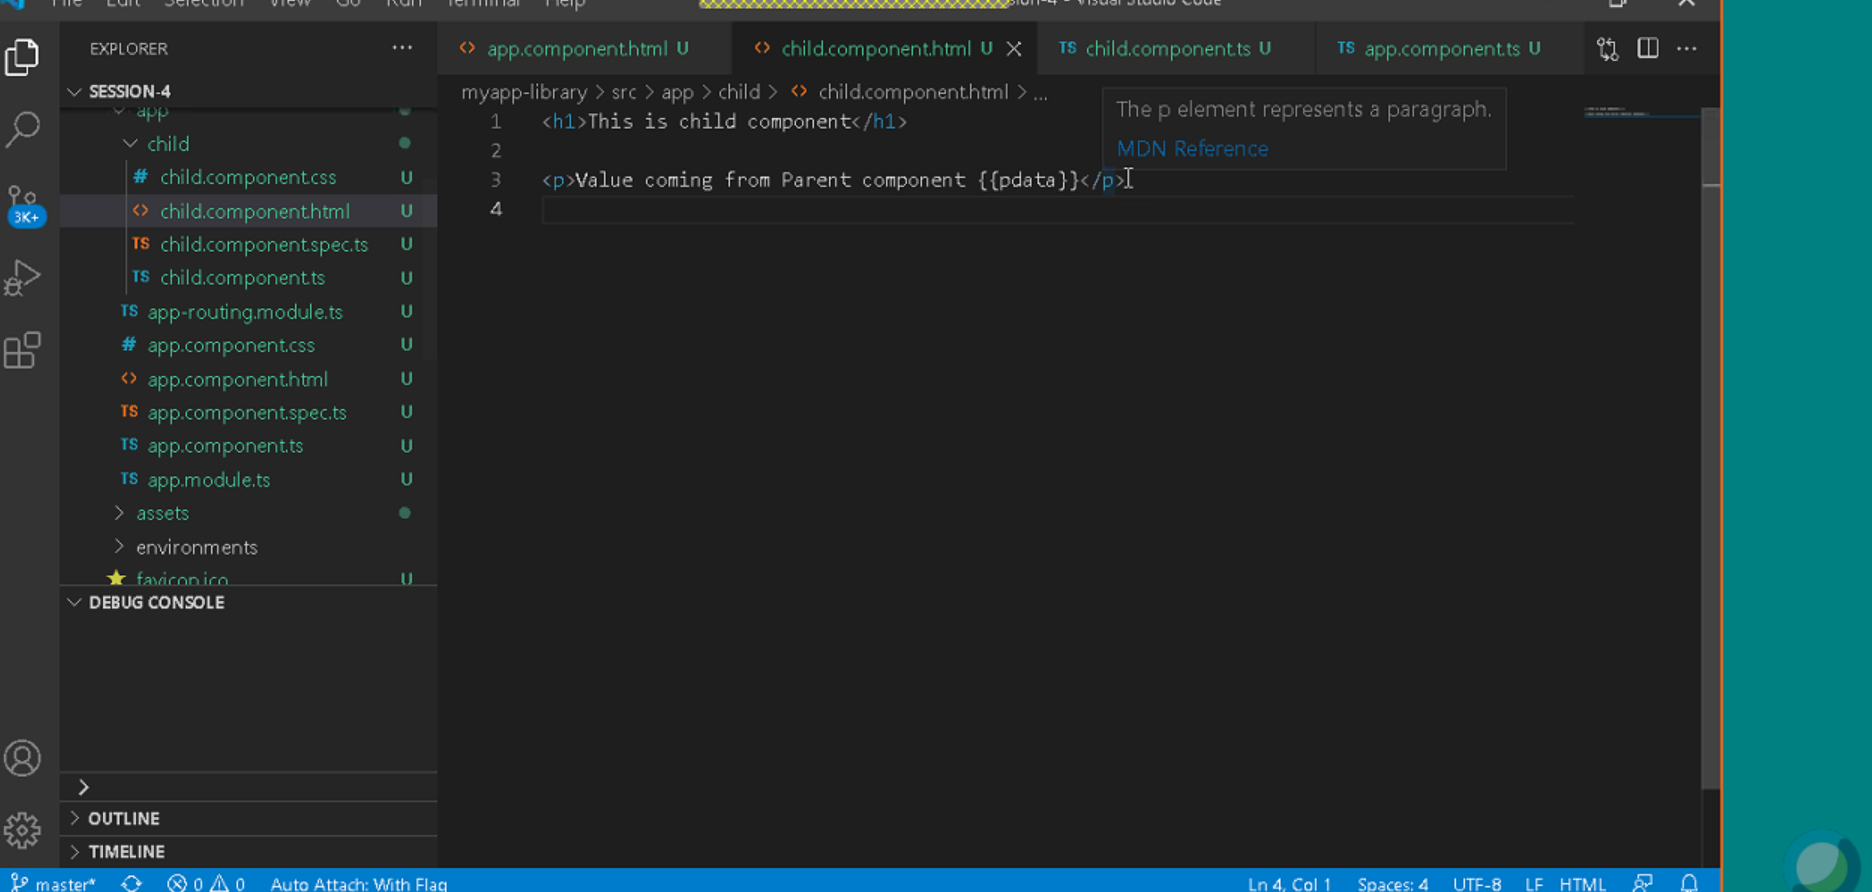 File Edit Selection View Go Run Terminal Help sion-4 - Visual Studio Code
EXPLORER
SESSION-4
app
child
# child.component.css U
<> child.component.html U
TS child.component.spec.ts U
TS child.component.ts U
TS app-routing.module.ts U
# app.component.css U
<> app.component.html U
TS app.component.spec.ts U
TS app.component.ts U
TS app.module.ts U
assets
environments
favicon.ico U
DEBUG CONSOLE
OUTLINE
TIMELINE
3K+
<> app.component.html U
<> child.component.html U
TS child.component.ts U
TS app.component.ts U
myapp-library > src > app > child > <> child.component.html > ...
1 <h1>This is child component</h1>
2
3 <p>Value coming from Parent component {{pdata}}</p>
4
The p element represents a paragraph.
MDN Reference
master* 0 0 Auto Attach: With Flag Ln 4, Col 1 Spaces: 4 UTF-8 LF HTML